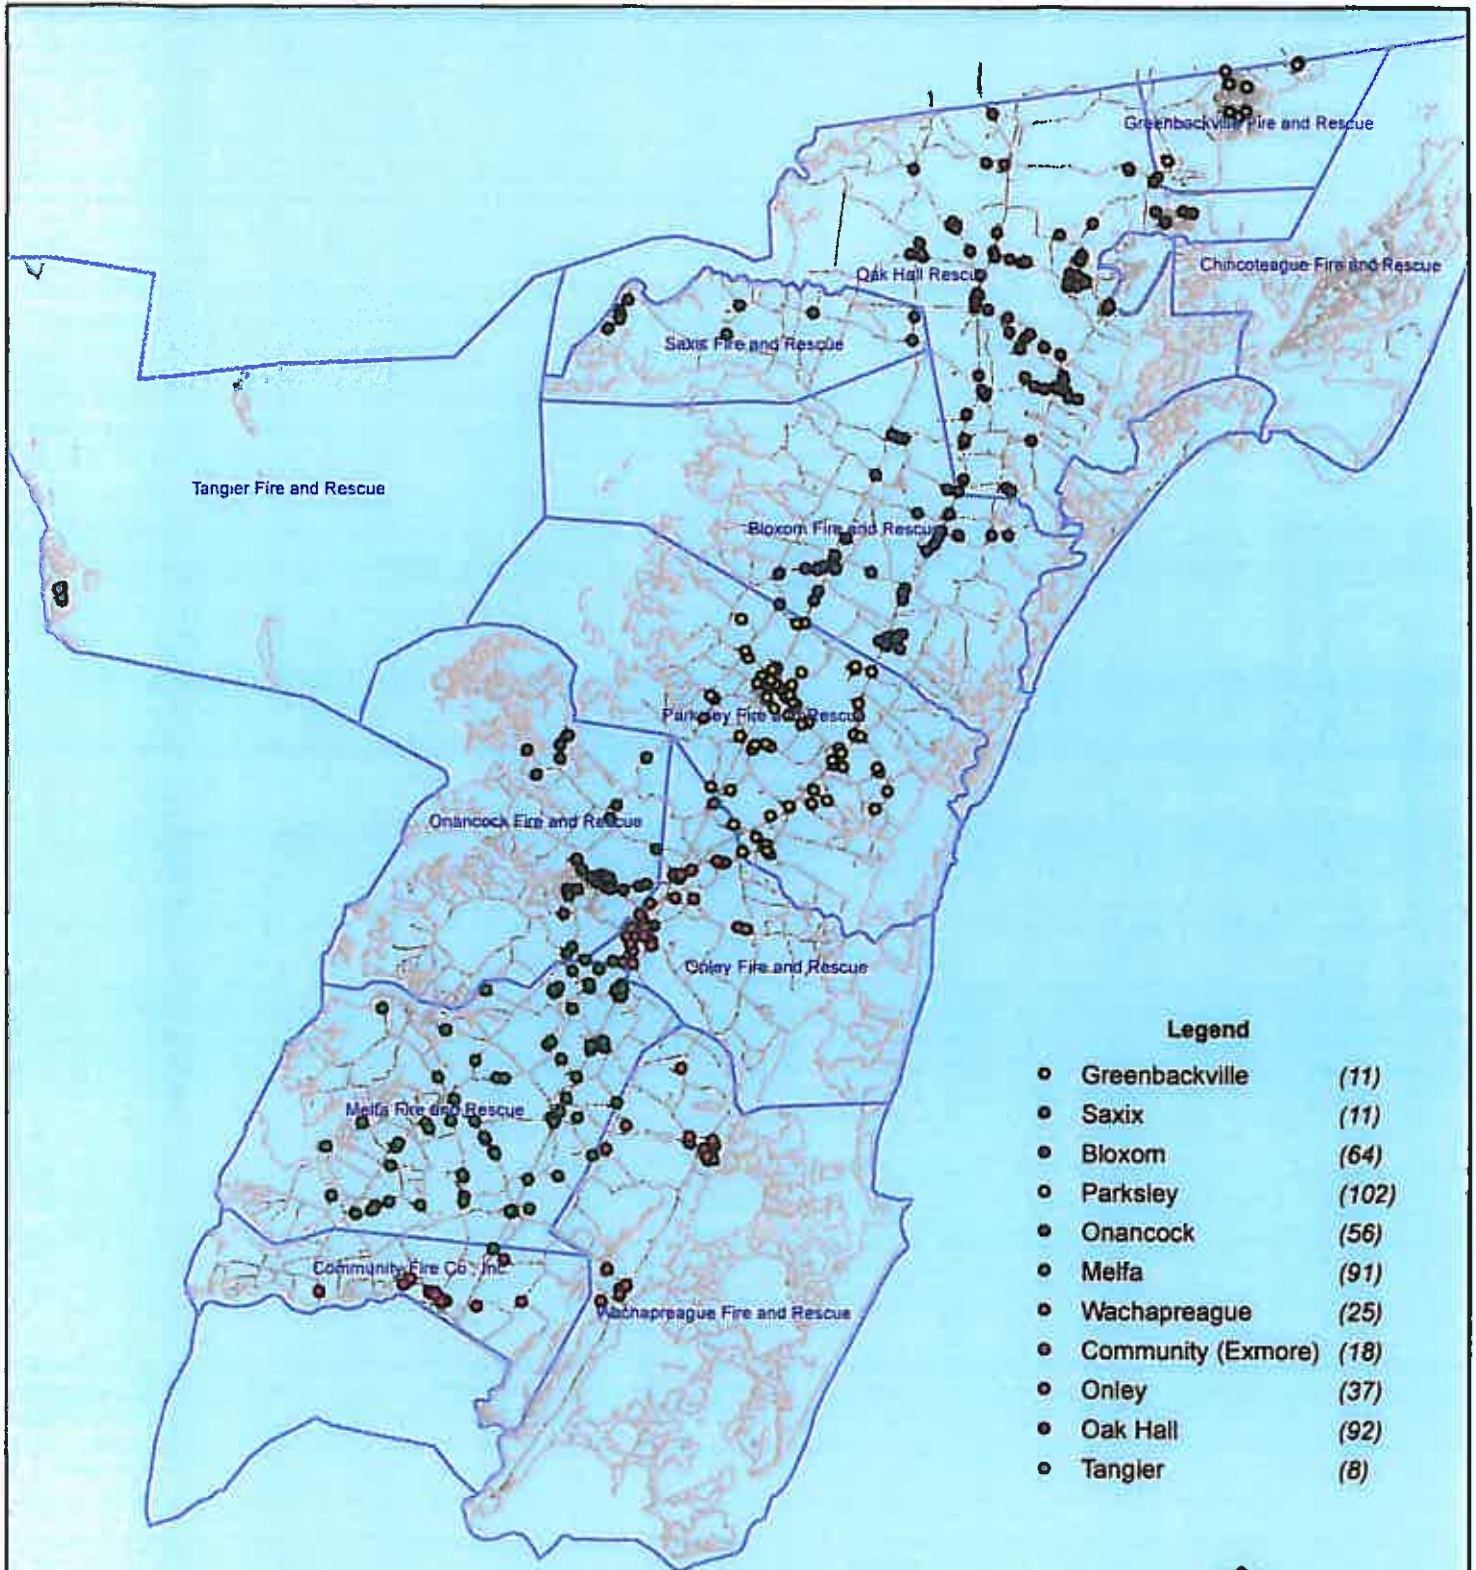 Greenbackville Fire and Rescue
Chincoteague Fire and Rescue
Oak Hall Rescue
Saxis Fire and Rescue
Tangier Fire and Rescue
Bloxom Fire and Rescue
Parksley Fire and Rescue
Onancock Fire and Rescue
Onley Fire and Rescue
Melfa Fire and Rescue
Community Fire Co., Inc.
Wachapreague Fire and Rescue
Legend
Greenbackville (11)
Saxix (11)
Bloxom (64)
Parksley (102)
Onancock (56)
Melfa (91)
Wachapreague (25)
Community (Exmore) (18)
Onley (37)
Oak Hall (92)
Tangier (8)